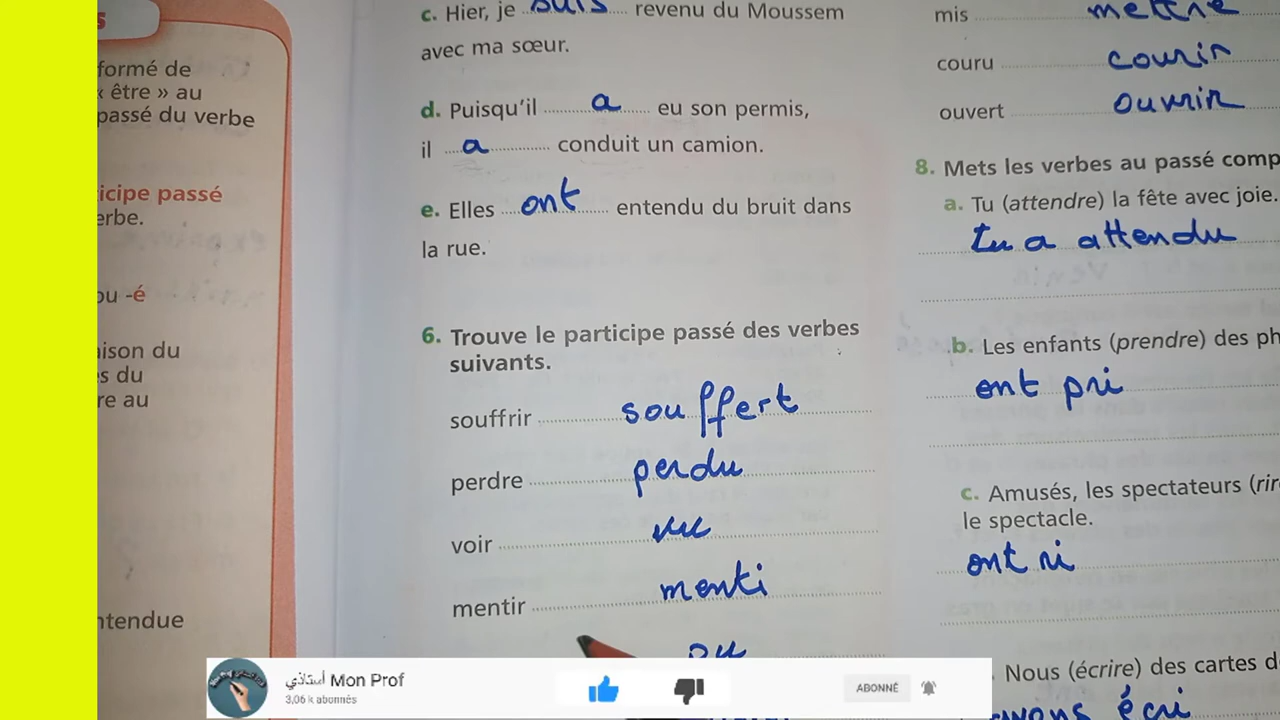 s
formé de
« être » au
passé du verbe
icipe passé
erbe.
ou -é
aison du
s du
re au
ntendue
c. Hier, je suis revenu du Moussem
avec ma sœur.
d. Puisqu'il a eu son permis,
il a conduit un camion.
e. Elles ont entendu du bruit dans
la rue.
6. Trouve le participe passé des verbes
suivants.
souffrir souffert
perdre perdu
voir vu
mentir menti
pu
mis mettre
couru courir
ouvert ouvrir
8. Mets les verbes au passé comp
a. Tu (attendre) la fête avec joie.
Tu a attendu
b. Les enfants (prendre) des ph
ont pri
c. Amusés, les spectateurs (rir
le spectacle.
ont ri
Nous (écrire) des cartes d
avons écri
أستاذي Mon Prof
3,06 k abonnés
ABONNÉ